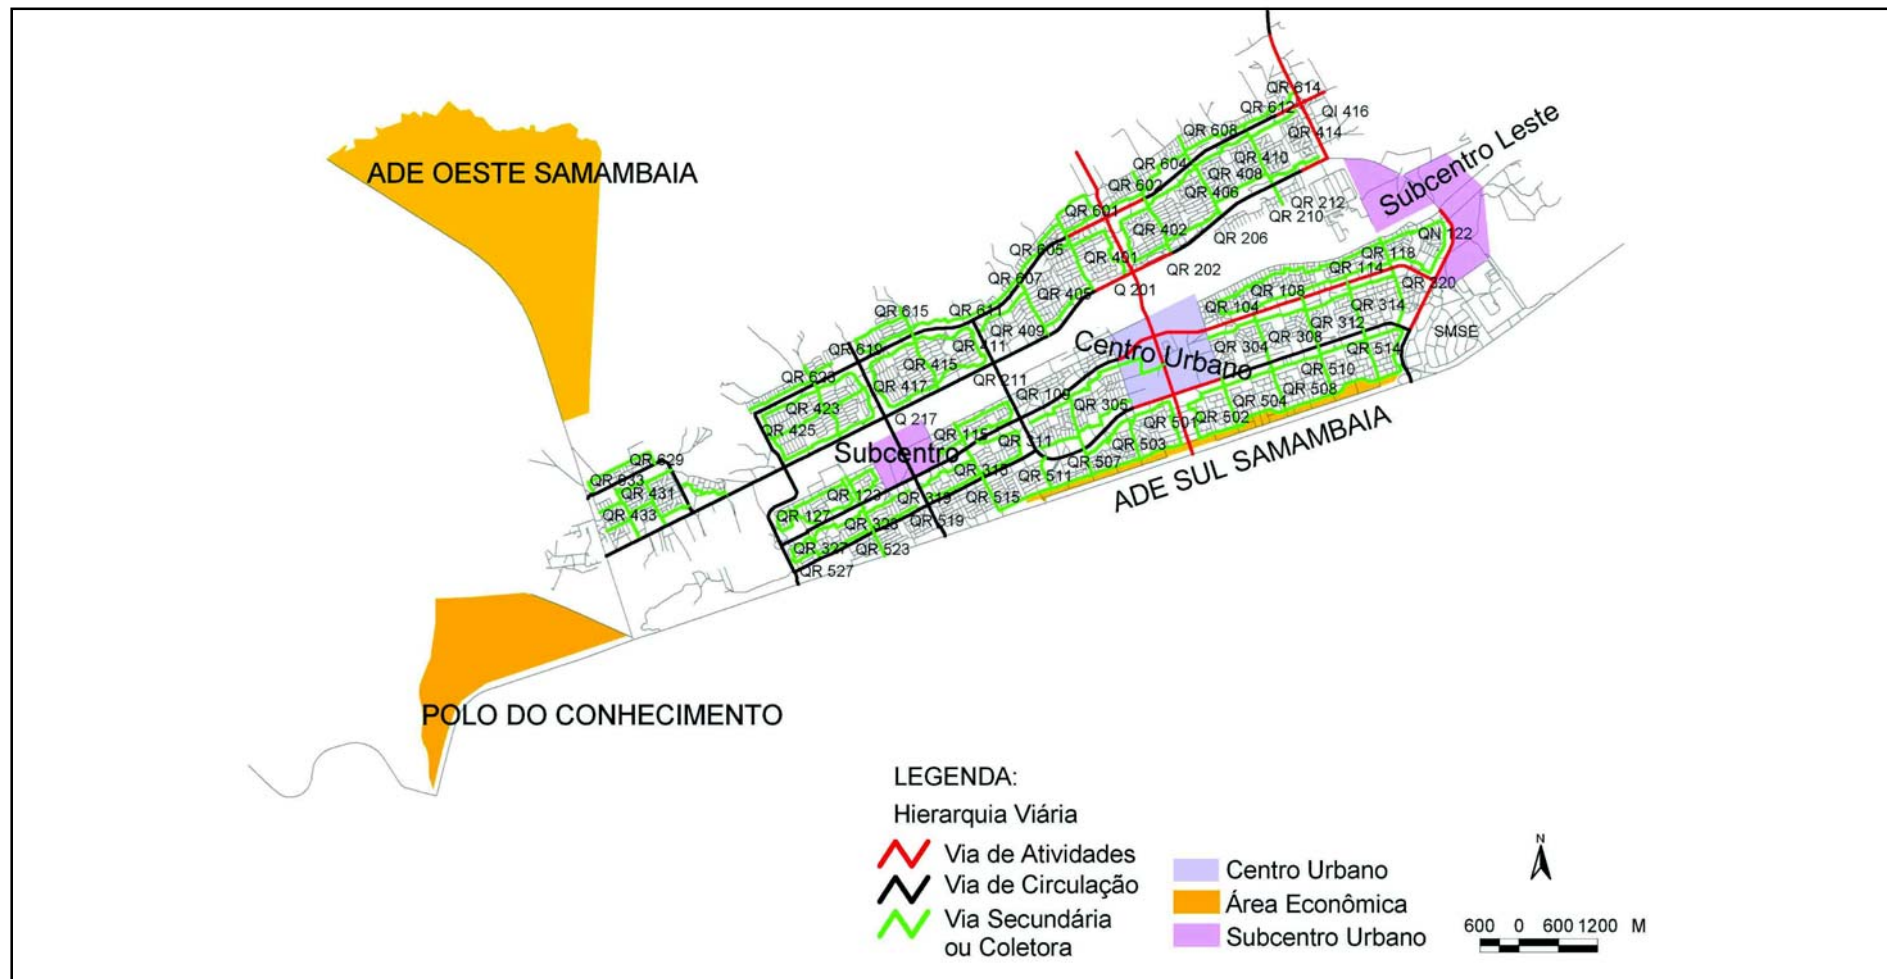 QR 614
QR 612
QI 416
QR 608
QR 414
QR 604
QR 410
QR 602
QR 408
QR 406
QR 601
QR 212
QR 210
Subcentro Leste
ADE OESTE SAMAMBAIA
QR 402
QR 206
QN 122
QR 605
QR 401
QR 118
QR 202
QR 114
QR 607
QR 405
Q 201
QR 108
QR 320
QR 104
QR 314
QR 615
QR 611
QR 409
QR 312
SMSE
QR 308
QR 304
QR 619
QR 411
Centro Urbano
QR 514
QR 415
QR 510
QR 623
QR 417
QR 211
QR 508
QR 109
QR 504
QR 305
QR 423
QR 502
Q 217
QR 501
QR 425
QR 115
QR 311
QR 503
Subcentro
ADE SUL SAMAMBAIA
QR 507
QR 629
QR 315
QR 511
QR 633
QR 431
QR 123
QR 319
QR 515
QR 433
QR 127
QR 519
QR 327
QR 523
QR 527
POLO DO CONHECIMENTO
LEGENDA:
Hierarquia Viária
Via de Atividades
Via de Circulação
Via Secundária
ou Coletora
Centro Urbano
Área Econômica
Subcentro Urbano
N
600 0 600 1200 M